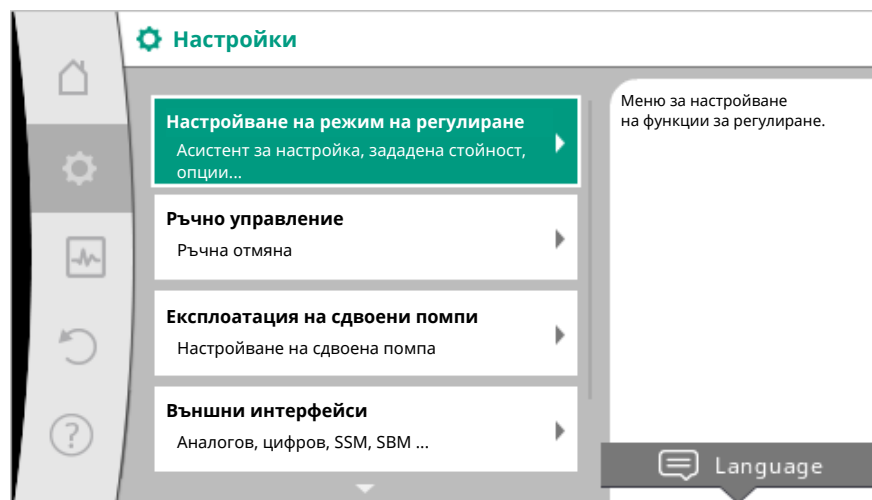 Настройки
Настройване на режим на регулиране
Асистент за настройка, зададена стойност,
опции...
Ръчно управление
Ръчна отмяна
Експлоатация на сдвоени помпи
Настройване на сдвоена помпа
Външни интерфейси
Аналогов, цифров, SSM, SBM ...
Меню за настройване
на функции за регулиране.
Language